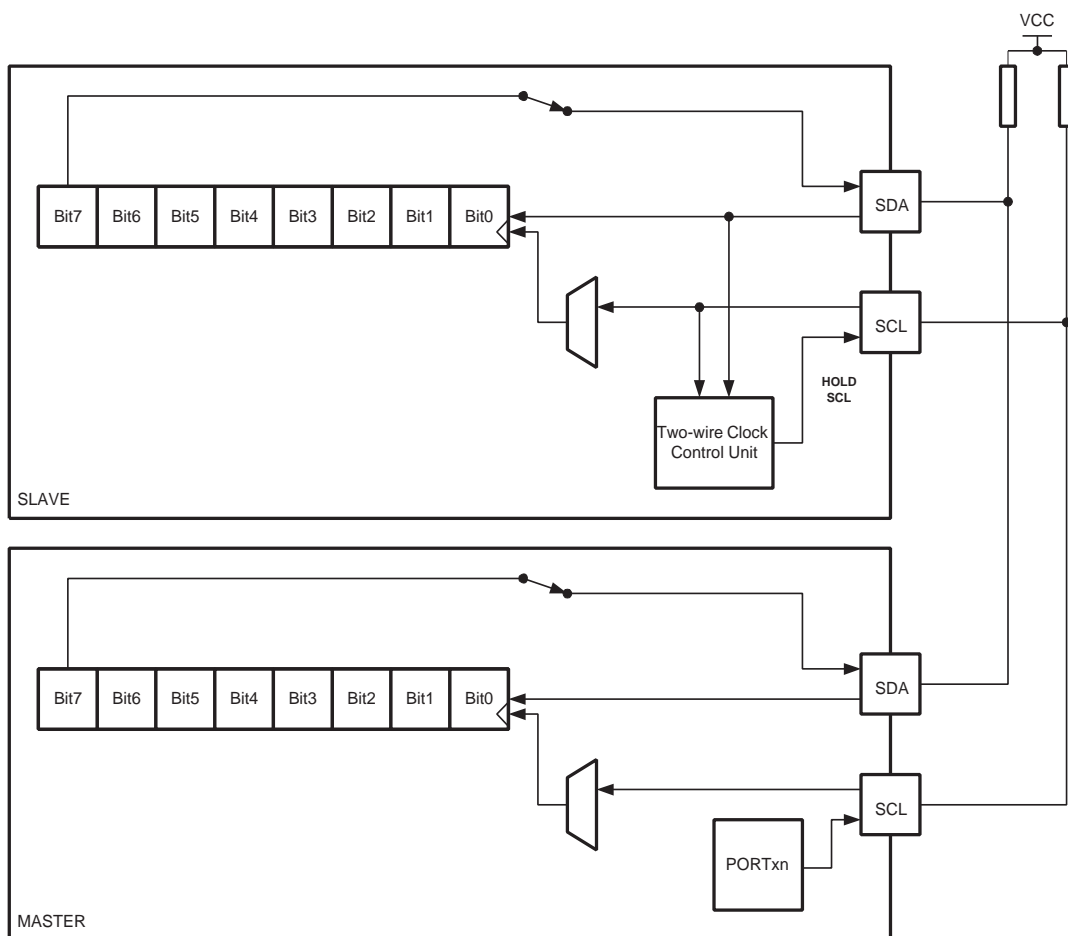 VCC
Bit7 Bit6 Bit5 Bit4 Bit3 Bit2 Bit1 Bit0
SDA
SCL
HOLD
SCL
Two-wire Clock
Control Unit
SLAVE
Bit7 Bit6 Bit5 Bit4 Bit3 Bit2 Bit1 Bit0
SDA
SCL
PORTxn
MASTER